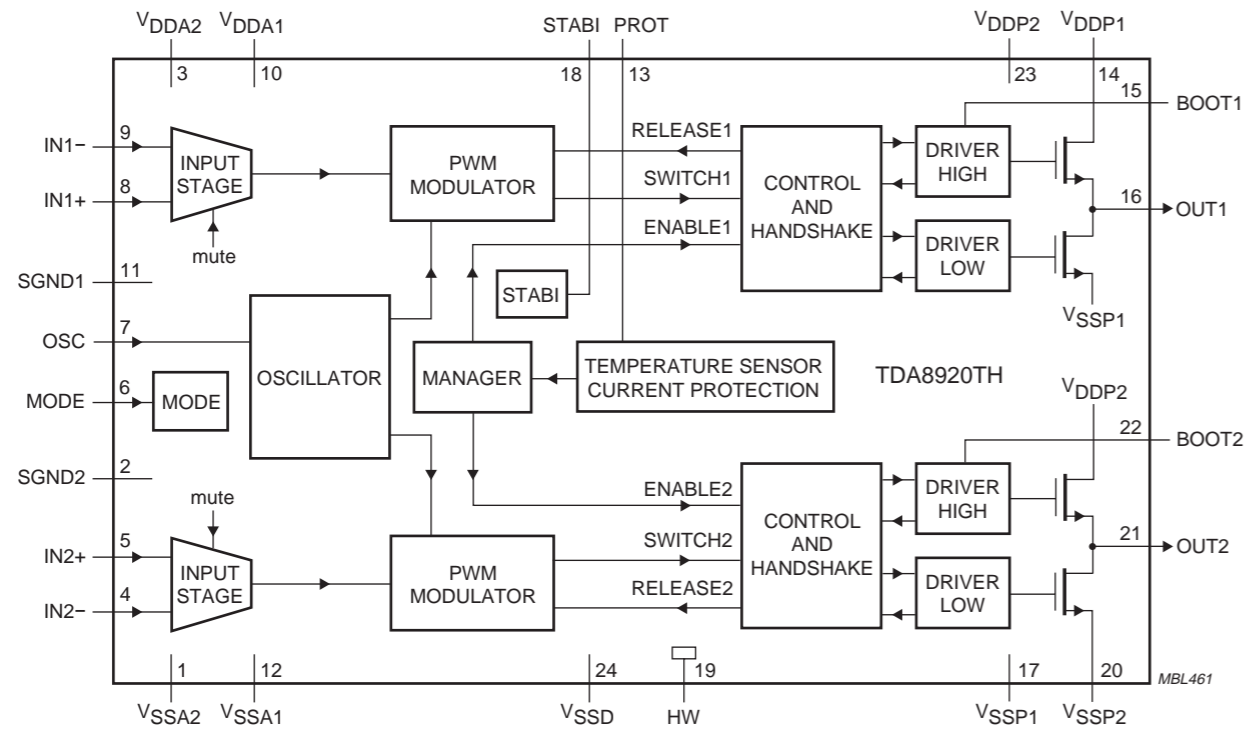 VDDA2 VDDA1 STABI PROT VDDP2 VDDP1
3 10 18 13 23 14
15 BOOT1
IN1− 9
INPUT
STAGE
PWM
MODULATOR
RELEASE1
CONTROL
AND
HANDSHAKE
DRIVER
HIGH
IN1+ 8
SWITCH1
16 OUT1
mute
ENABLE1
DRIVER
LOW
SGND1 11
STABI
VSSP1
OSC 7
OSCILLATOR
MANAGER
TEMPERATURE SENSOR
CURRENT PROTECTION
TDA8920TH
MODE 6
MODE
VDDP2
22 BOOT2
SGND2 2
mute
ENABLE2
CONTROL
AND
HANDSHAKE
DRIVER
HIGH
IN2+ 5
INPUT
STAGE
PWM
MODULATOR
SWITCH2
21 OUT2
IN2− 4
RELEASE2
DRIVER
LOW
1 12 24 19 17 20
MBL461
VSSA2 VSSA1 VSSD HW VSSP1 VSSP2